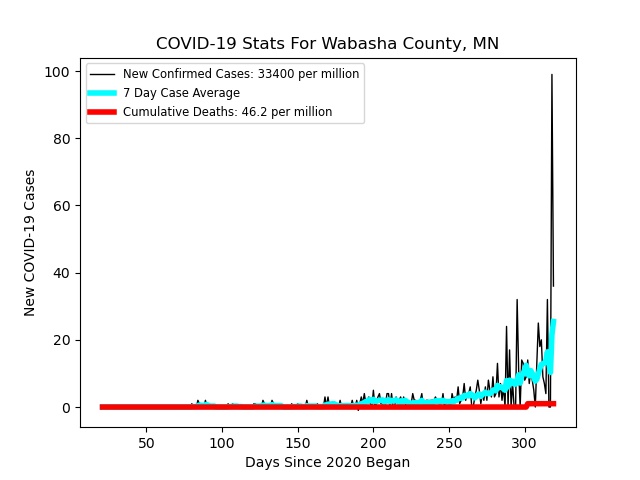 COVID-19 Stats For Wabasha County, MN
New Confirmed Cases: 33400 per million
7 Day Case Average
Cumulative Deaths: 46.2 per million
New COVID-19 Cases
100
80
60
40
20
0
50 100 150 200 250 300
Days Since 2020 Began